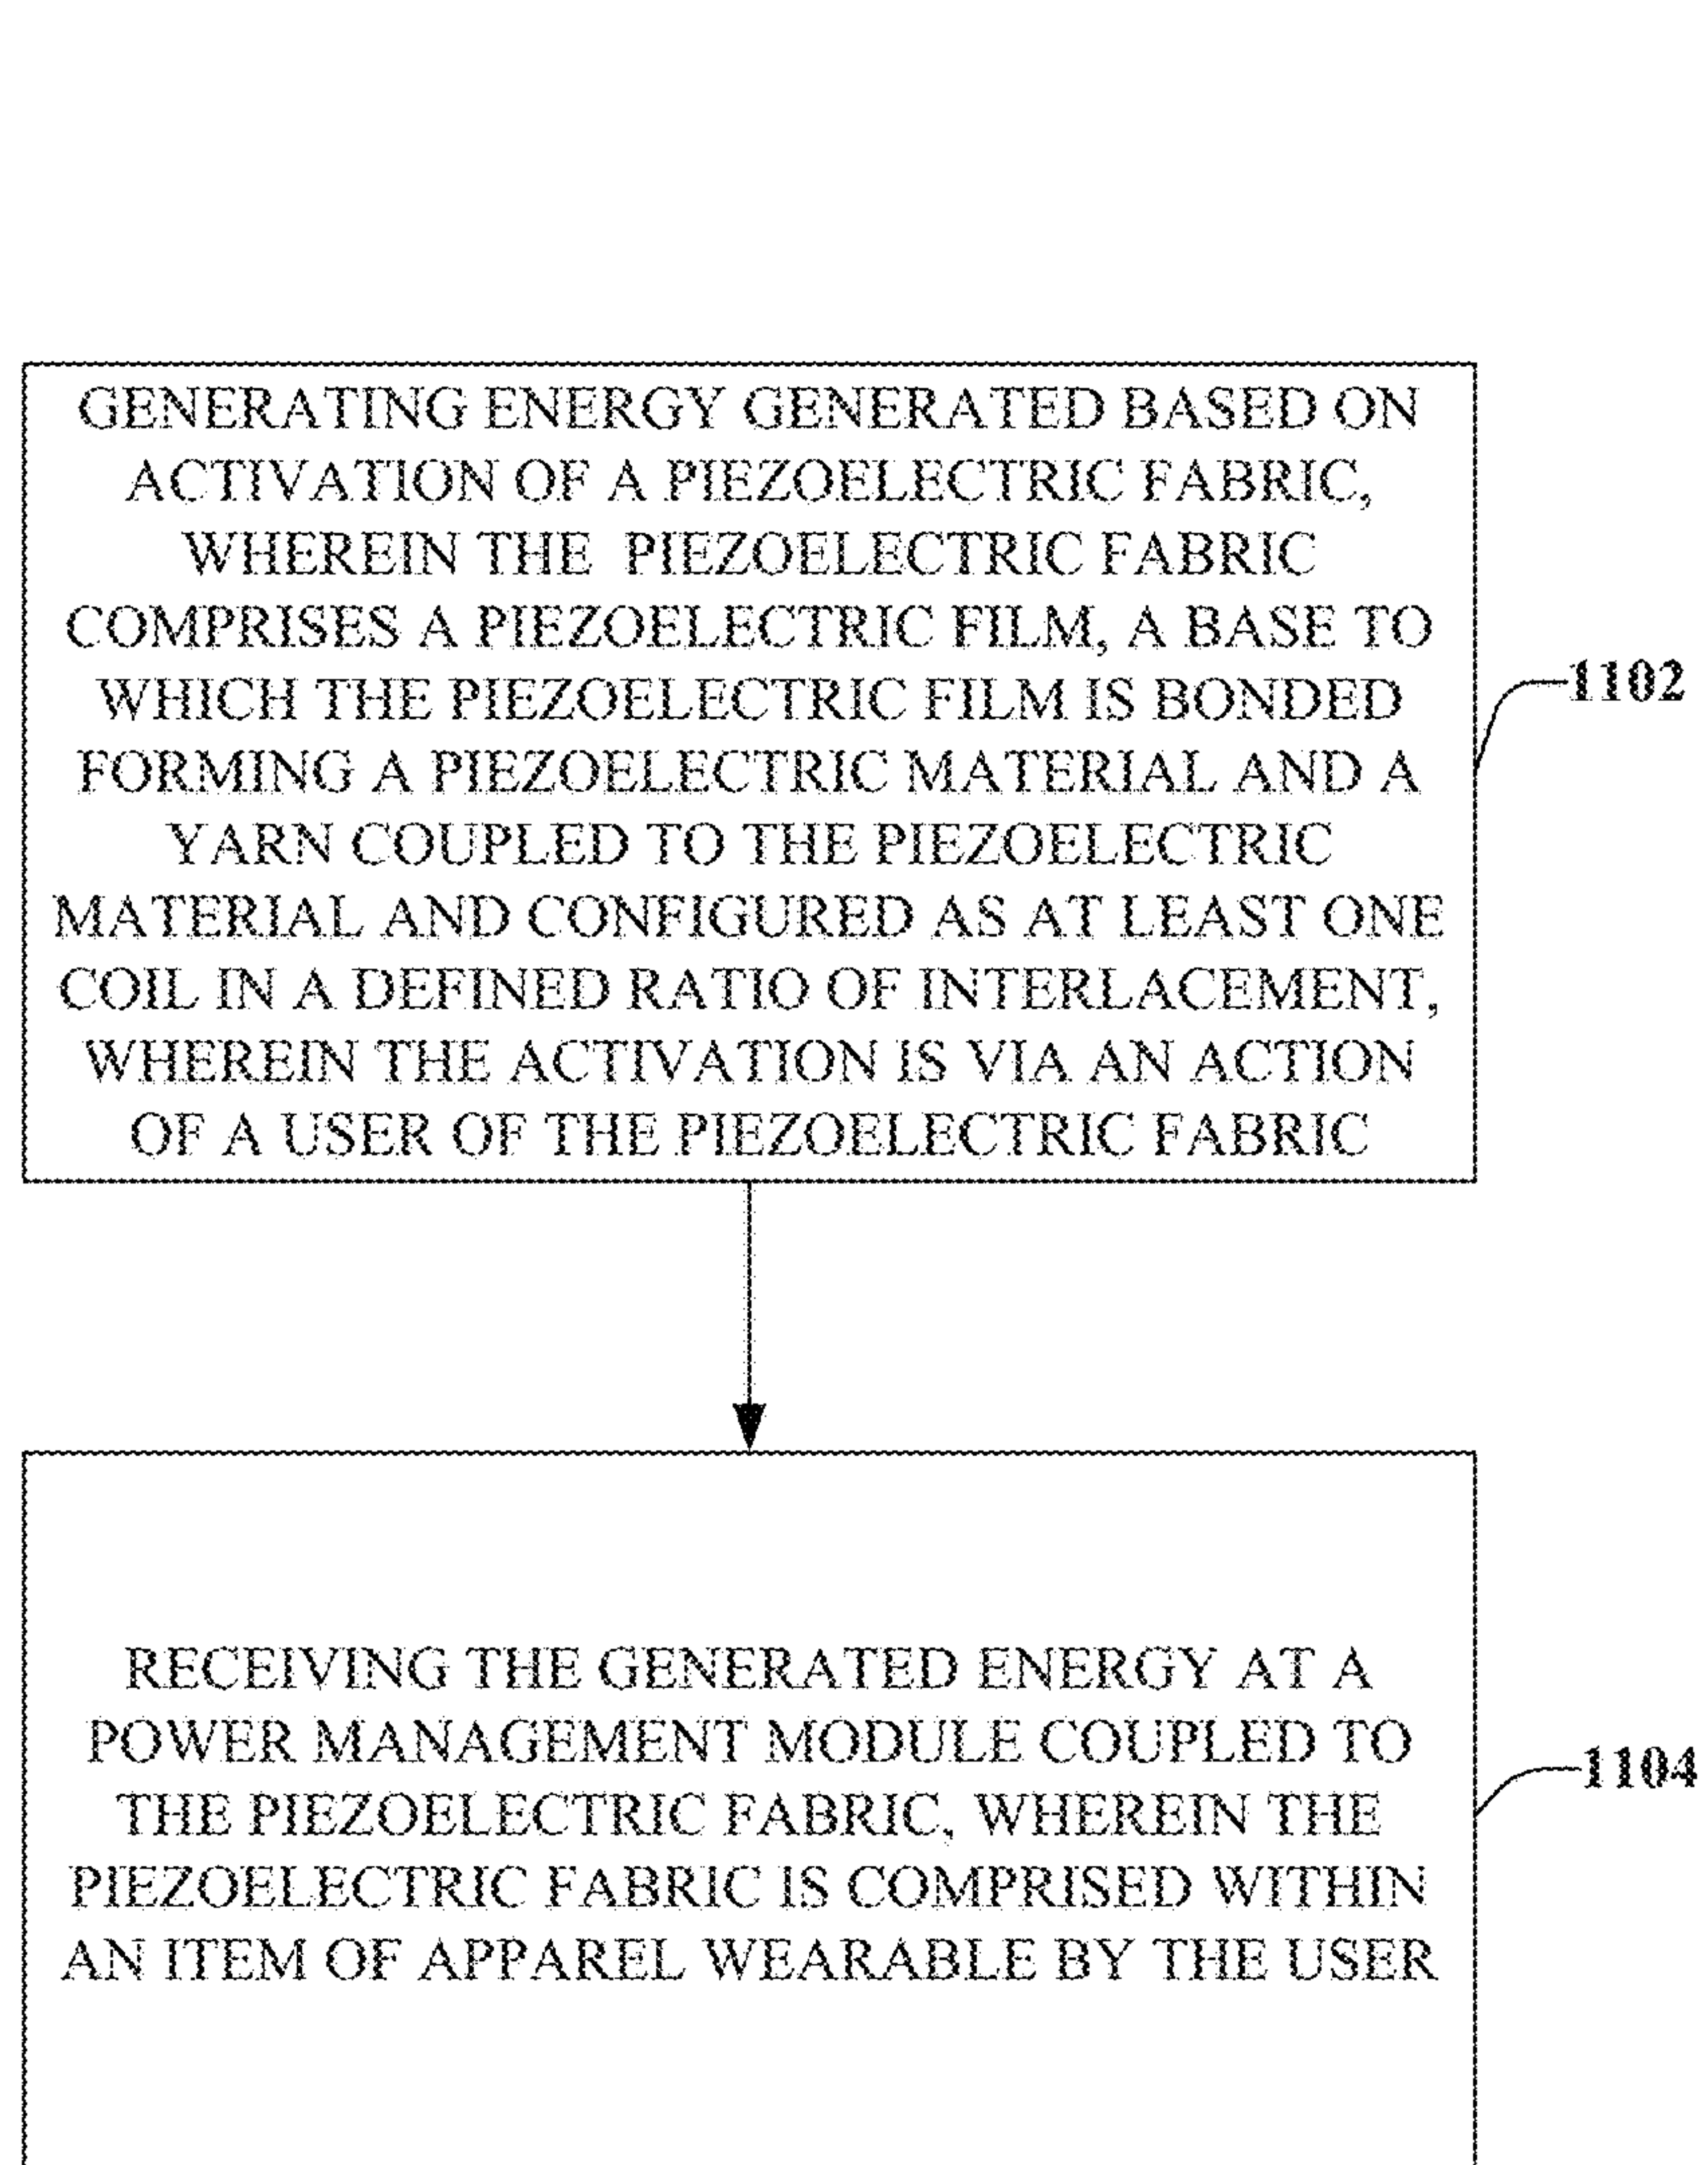 GENERATING ENERGY GENERATED BASED ON
ACTIVATION OF A PIEZOELECTRIC FABRIC,
WHEREIN THE PIEZOELECTRIC FABRIC
COMPRISES A PIEZOELECTRIC FILM, A BASE TO
WHICH THE PIEZOELECTRIC FILM IS BONDED
FORMING A PIEZOELECTRIC MATERIAL AND A
YARN COUPLED TO THE PIEZOELECTRIC
MATERIAL AND CONFIGURED AS AT LEAST ONE
COIL IN A DEFINED RATIO OF INTERLACEMENT,
WHEREIN THE ACTIVATION IS VIA AN ACTION
OF A USER OF THE PIEZOELECTRIC FABRIC
1102
RECEIVING THE GENERATED ENERGY AT A
POWER MANAGEMENT MODULE COUPLED TO
THE PIEZOELECTRIC FABRIC, WHEREIN THE
PIEZOELECTRIC FABRIC IS COMPRISED WITHIN
AN ITEM OF APPAREL WEARABLE BY THE USER
1104